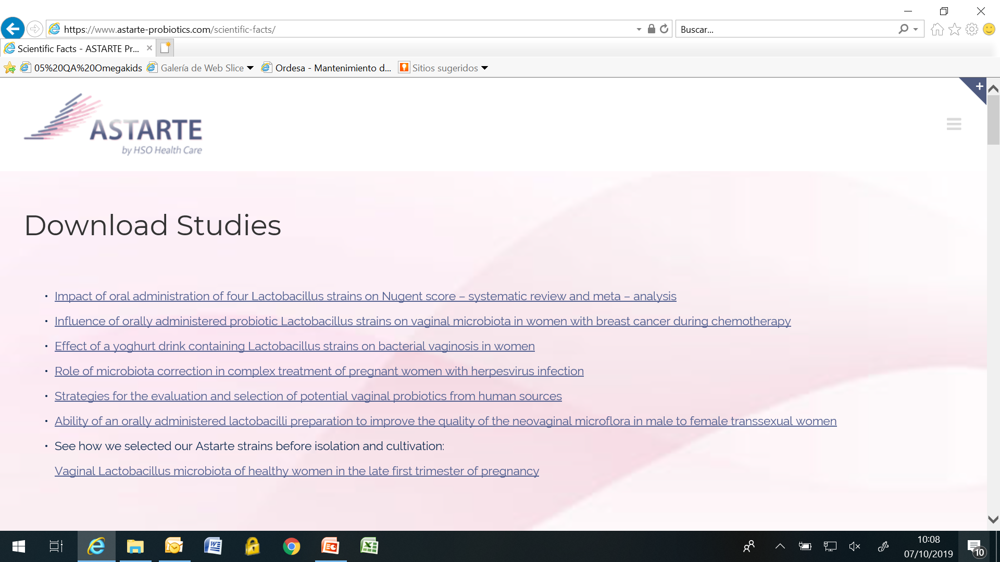 https://www.astarte-probiotics.com/scientific-facts/
Buscar...
Scientific Facts - ASTARTE Pr...
05%20QA%20Omegakids
Galería de Web Slice
Ordesa - Mantenimiento d...
Sitios sugeridos
+
ASTARTE
by HSO Health Care
Download Studies
• Impact of oral administration of four Lactobacillus strains on Nugent score – systematic review and meta – analysis
• Influence of orally administered probiotic Lactobacillus strains on vaginal microbiota in women with breast cancer during chemotherapy
• Effect of a yoghurt drink containing Lactobacillus strains on bacterial vaginosis in women
• Role of microbiota correction in complex treatment of pregnant women with herpesvirus infection
• Strategies for the evaluation and selection of potential vaginal probiotics from human sources
• Ability of an orally administered lactobacilli preparation to improve the quality of the neovaginal microflora in male to female transsexual women
• See how we selected our Astarte strains before isolation and cultivation:
Vaginal Lactobacillus microbiota of healthy women in the late first trimester of pregnancy
10:08
07/10/2019
10